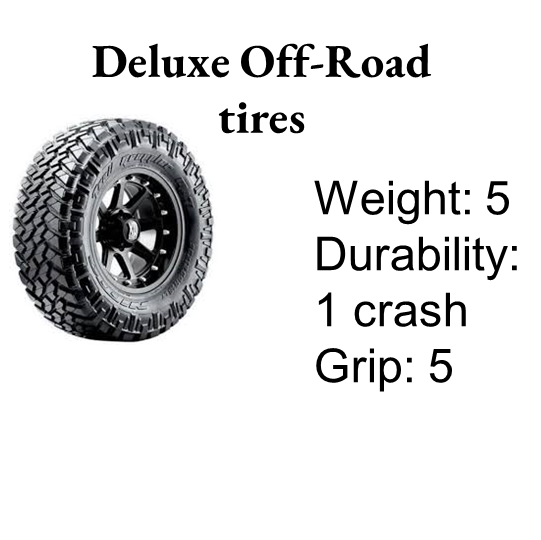 Deluxe Off-Road
tires
Weight: 5
Durability:
1 crash
Grip: 5